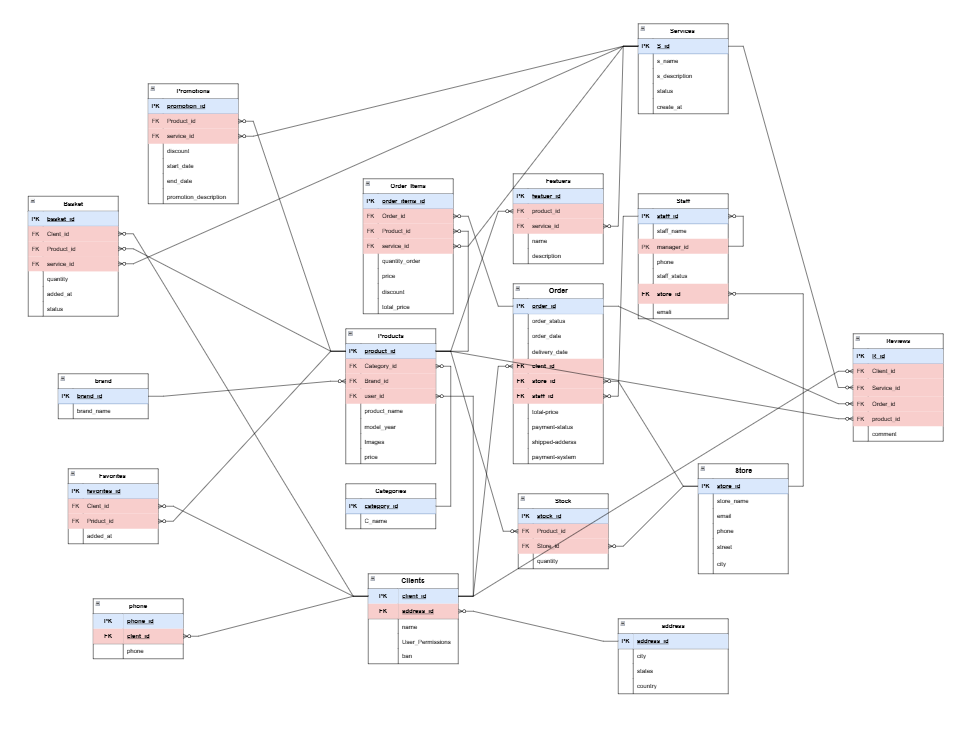 Services
PK S_id
s_name
s_description
status
create_at
Promotions
PK promotion_id
FK Product_id
FK service_id
discount
start_date
end_date
promotion_description
Basket
PK basket_id
FK Client_id
FK Product_id
FK service_id
quantity
added_at
status
Order Items
PK order_items_id
FK Order_id
FK Product_id
FK service_id
quantity_order
price
discount
total_price
Featuers
PK featuer_id
FK product_id
FK service_id
name
description
Staff
PK staff_id
staff_name
FK manager_id
phone
staff_status
FK store_id
email
Order
PK order_id
order_status
order_date
delivery_date
FK client_id
FK store_id
FK staff_id
total-price
payment-status
shipped-adderss
payment-system
Products
PK product_id
FK Category_id
FK Brand_id
FK user_id
product_name
model_year
Images
price
Reviews
PK R_id
FK Client_id
FK Service_id
FK Order_id
FK product_id
comment
brand
PK brand_id
brand_name
Favorites
PK favorites_id
FK Client_id
FK Priduct_id
added_at
Categories
PK category_id
C_name
Stock
PK stock_id
FK Product_id
FK Store_id
quantity
Store
PK store_id
store_name
email
phone
street
city
Clients
PK client_id
FK address_id
name
User_Permissions
ban
phone
PK phone_id
FK client_id
phone
address
PK address_id
city
states
country